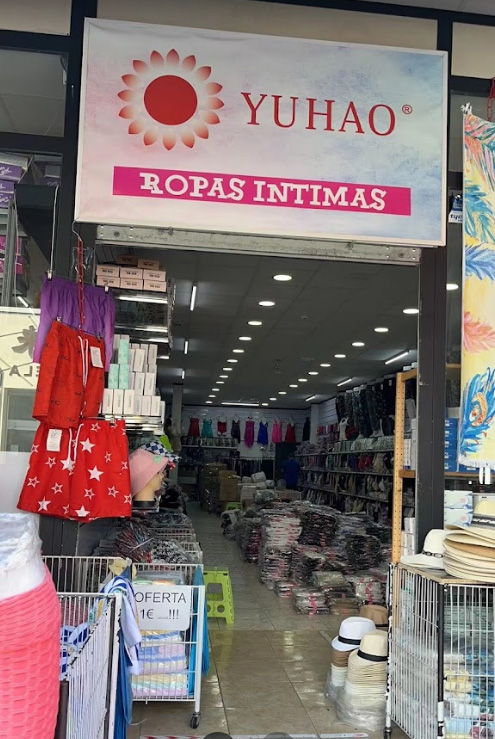 YUHAO®
ROPAS INTIMAS
OFERTA
1€ !!!